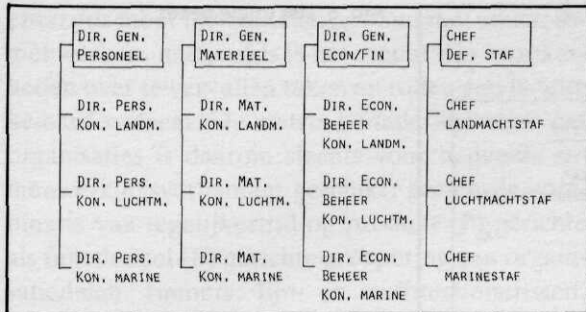 DIR. GEN.
PERSONEEL
DIR. GEN.
MATERIEEL
DIR. GEN.
ECON/FIN
CHEF
DEF. STAF
DIR. PERS.
KON. LANDM.
DIR. MAT.
KON. LANDM.
DIR. ECON.
BEHEER
KON. LANDM.
CHEF
LANDMACHTSTAF
DIR. PERS.
KON. LUCHTM.
DIR. MAT.
KON. LUCHTM.
DIR. ECON.
BEHEER
KON. LUCHTM.
CHEF
LUCHTMACHTSTAF
DIR. PERS.
KON. MARINE
DIR. MAT.
KON. MARINE
DIR. ECON.
BEHEER
KON. MARINE
CHEF
MARINESTAF